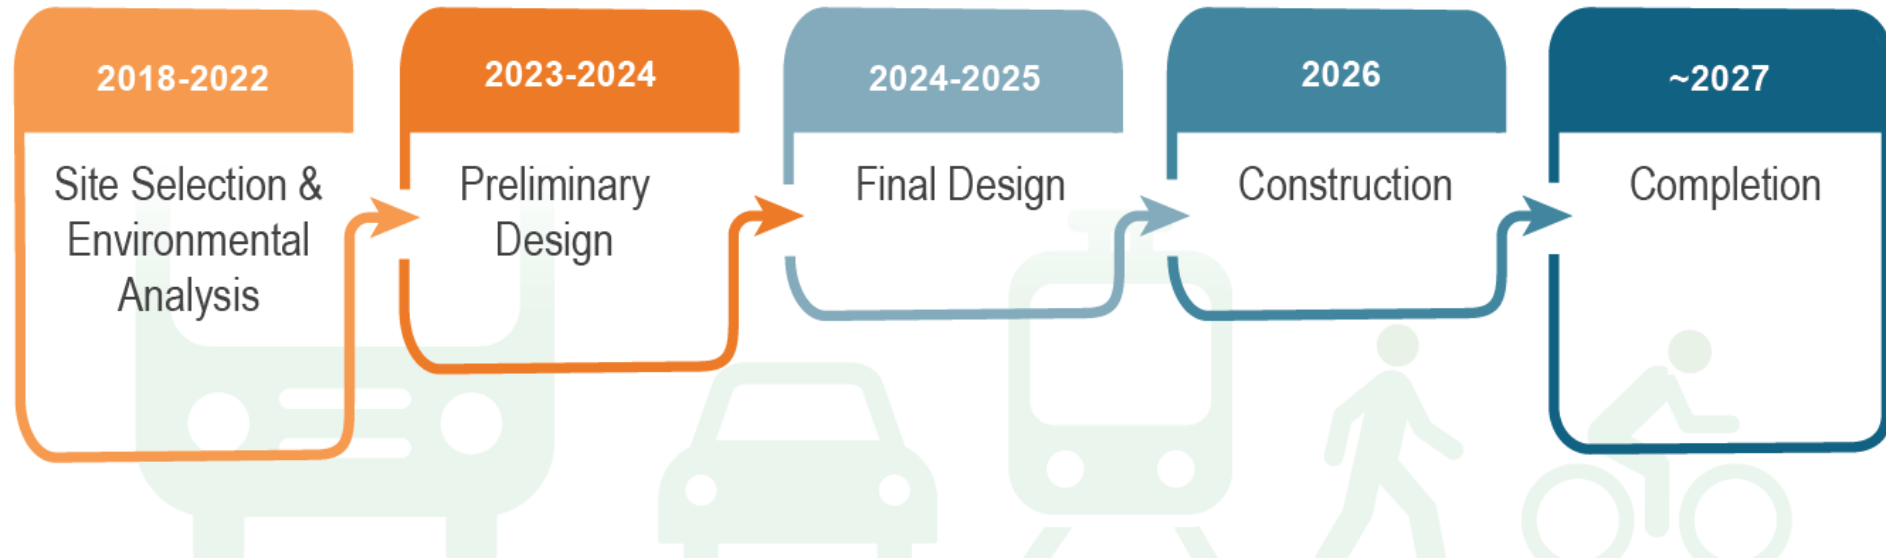 2018-2022
Site Selection &
Environmental
Analysis
2023-2024
Preliminary
Design
2024-2025
Final Design
2026
Construction
~2027
Completion